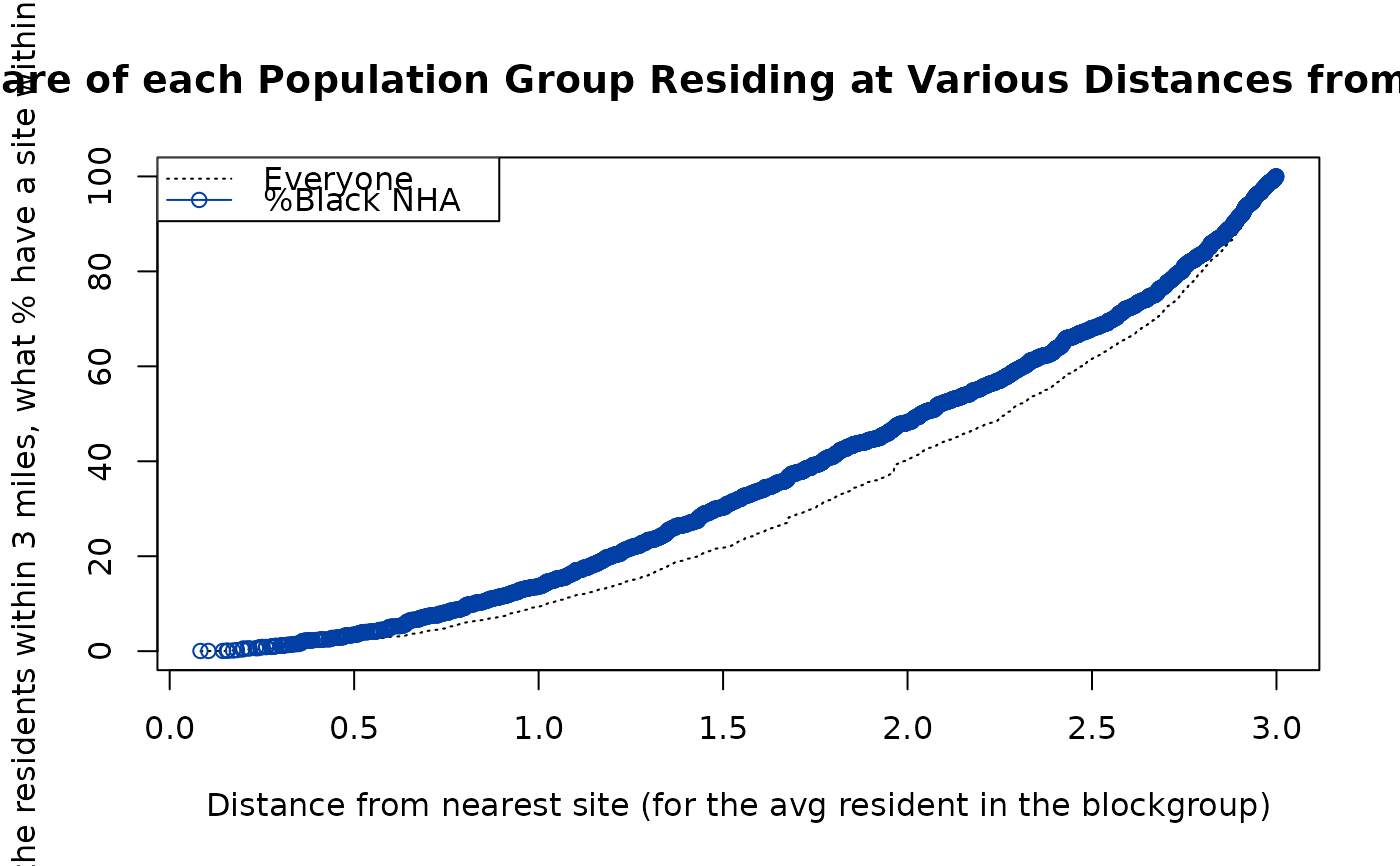 are of each Population Group Residing at Various Distances from
he residents within 3 miles, what % have a site within
Everyone
%Black NHA
100
80
60
40
20
0
0.0 0.5 1.0 1.5 2.0 2.5 3.0
Distance from nearest site (for the avg resident in the blockgroup)